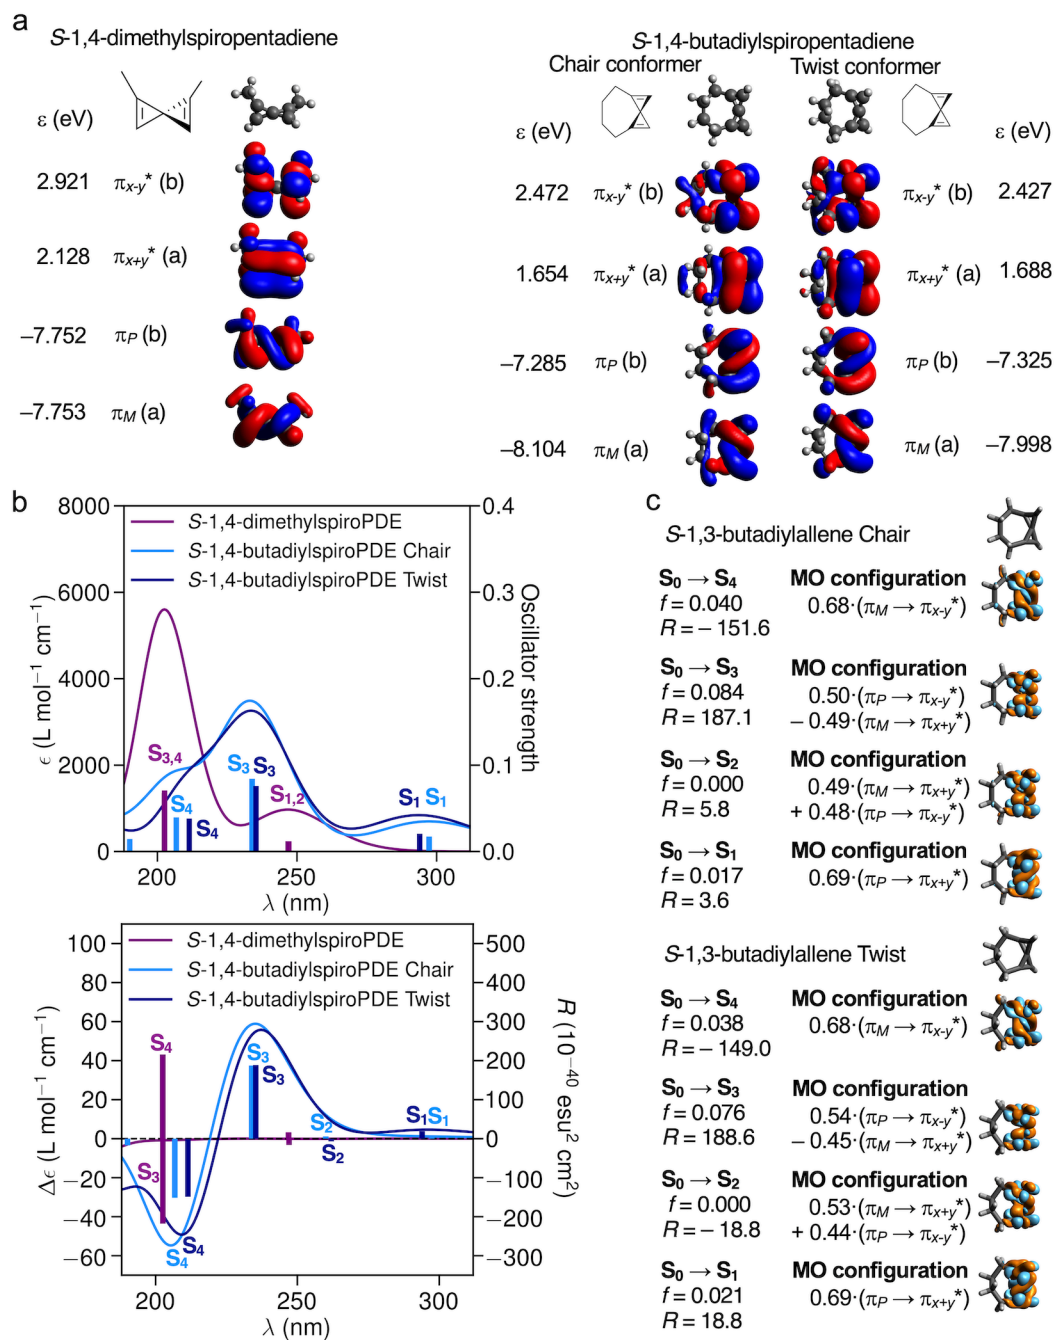 a
S-1,4-dimethylspiropentadiene
ε (eV)
2.921 πx-y* (b)
2.128 πx+y* (a)
−7.752 πP (b)
−7.753 πM (a)
S-1,4-butadiylspiropentadiene
Chair conformer Twist conformer
ε (eV) ε (eV)
2.472 πx-y* (b) πx-y* (b) 2.427
1.654 πx+y* (a) πx+y* (a) 1.688
−7.285 πP (b) πP (b) −7.325
−8.104 πM (a) πM (a) −7.998
b
8000
6000
4000
2000
0
ϵ (L mol−1 cm−1)
0.4
0.3
0.2
0.1
0.0
Oscillator strength
S-1,4-dimethylspiroPDE
S-1,4-butadiylspiroPDE Chair
S-1,4-butadiylspiroPDE Twist
S3,4
S4
S4
S3
S3
S1,2
S1
S1
200 250 300
λ (nm)
100
80
60
40
20
0
−20
−40
−60
Δϵ (L mol−1 cm−1)
500
400
300
200
100
0
−100
−200
−300
R (10−40 esu2 cm2)
S-1,4-dimethylspiroPDE
S-1,4-butadiylspiroPDE Chair
S-1,4-butadiylspiroPDE Twist
S4
S3
S3
S3
S2
S2
S1
S1
S4
S4
200 250 300
λ (nm)
c
S-1,3-butadiylallene Chair
S0 → S4 MO configuration
f = 0.040 0.68·(πM → πx-y*)
R = − 151.6
S0 → S3 MO configuration
f = 0.084 0.50·(πP → πx-y*)
R = 187.1 − 0.49·(πM → πx+y*)
S0 → S2 MO configuration
f = 0.000 0.49·(πM → πx+y*)
R = 5.8 + 0.48·(πP → πx-y*)
S0 → S1 MO configuration
f = 0.017 0.69·(πP → πx+y*)
R = 3.6
S-1,3-butadiylallene Twist
S0 → S4 MO configuration
f = 0.038 0.68·(πM → πx-y*)
R = − 149.0
S0 → S3 MO configuration
f = 0.076 0.54·(πP → πx-y*)
R = 188.6 − 0.45·(πM → πx+y*)
S0 → S2 MO configuration
f = 0.000 0.53·(πM → πx+y*)
R = − 18.8 + 0.44·(πP → πx-y*)
S0 → S1 MO configuration
f = 0.021 0.69·(πP → πx+y*)
R = 18.8